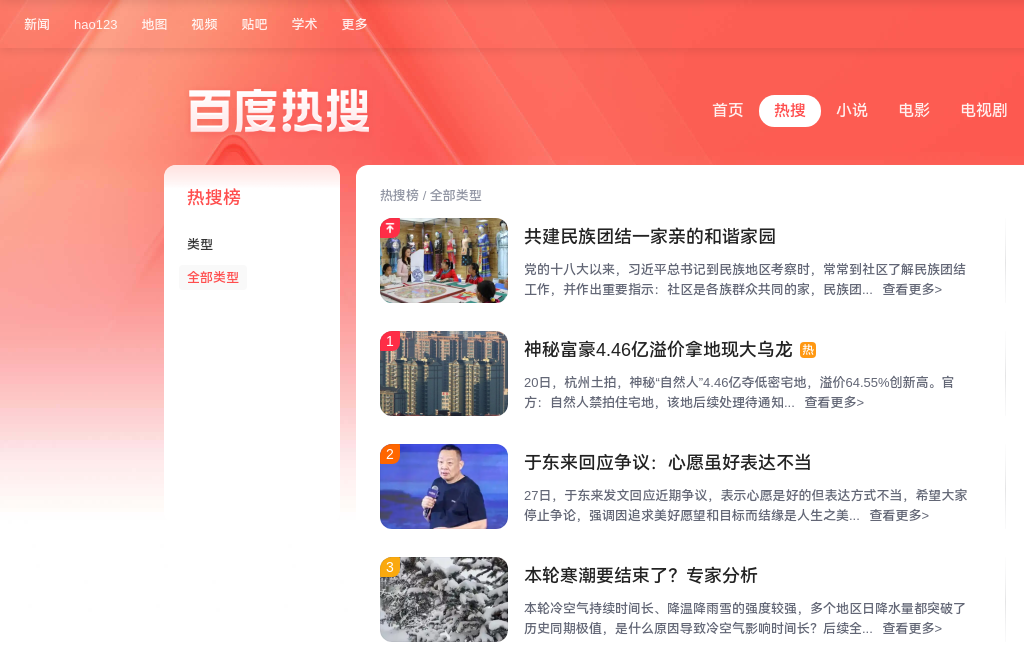 新闻 hao123 地图 视频 贴吧 学术 更多
百度热搜
首页 热搜 小说 电影 电视剧
热搜榜
类型
全部类型
热搜榜 / 全部类型
共建民族团结一家亲的和谐家园
党的十八大以来，习近平总书记到民族地区考察时，常常到社区了解民族团结
工作，并作出重要指示：社区是各族群众共同的家，民族团... 查看更多>
1
神秘富豪4.46亿溢价拿地现大乌龙 热
20日，杭州土拍，神秘“自然人”4.46亿夺低密宅地，溢价64.55%创新高。官
方：自然人禁拍住宅地，该地后续处理待通知... 查看更多>
2
于东来回应争议：心愿虽好表达不当
27日，于东来发文回应近期争议，表示心愿是好的但表达方式不当，希望大家
停止争论，强调因追求美好愿望和目标而结缘是人生之美... 查看更多>
3
本轮寒潮要结束了？专家分析
本轮冷空气持续时间长、降温降雨雪的强度较强，多个地区日降水量都突破了
历史同期极值，是什么原因导致冷空气影响时间长？后续全... 查看更多>